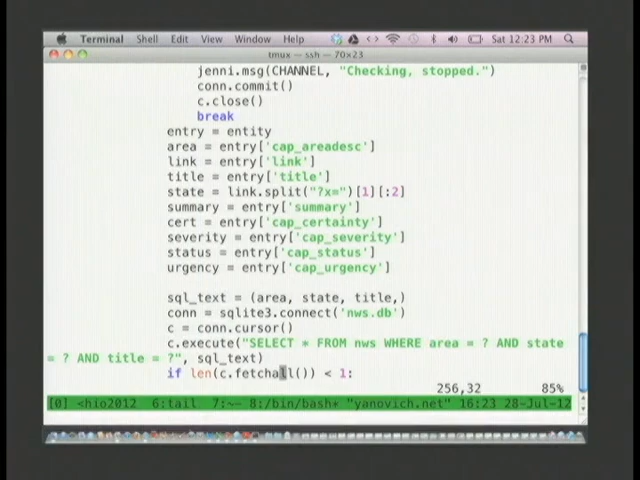 Terminal Shell Edit View Window Help Sat 12:23 PM
tmux — ssh — 70×23
jenni.msg(CHANNEL, "Checking, stopped.")
conn.commit()
c.close()
break
entry = entity
area = entry['cap_areadesc']
link = entry['link']
title = entry['title']
state = link.split("?x=")[1][:2]
summary = entry['summary']
cert = entry['cap_certainty']
severity = entry['cap_severity']
status = entry['cap_status']
urgency = entry['cap_urgency']
sql_text = (area, state, title,)
conn = sqlite3.connect('nws.db')
c = conn.cursor()
c.execute("SELECT * FROM nws WHERE area = ? AND state
= ? AND title = ?", sql_text)
if len(c.fetchall()) < 1:
256,32 85%
[0] <hio2012 6:tail 7:~- 8:/bin/bash* "yanovich.net" 16:23 28-Jul-12